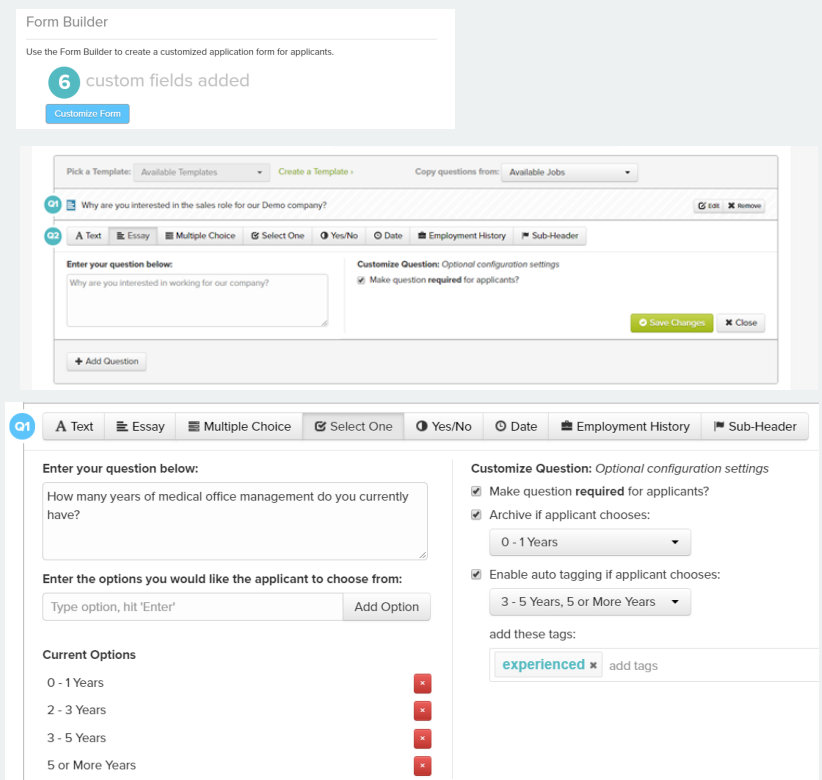 Form Builder
Use the Form Builder to create a customized application form for applicants.
6 custom fields added
Customize Form
Pick a Template: Available Templates Create a Template › Copy questions from: Available Jobs
Q1 Why are you interested in the sales role for our Demo company? Edit Remove
Q2 A Text Essay Multiple Choice Select One Yes/No Date Employment History Sub-Header
Enter your question below: Customize Question: Optional configuration settings
Why are you interested in working for our company? Make question required for applicants?
Save Changes Close
Add Question
Q1 A Text Essay Multiple Choice Select One Yes/No Date Employment History Sub-Header
Enter your question below: Customize Question: Optional configuration settings
How many years of medical office management do you currently
have?
Make question required for applicants?
Archive if applicant chooses:
0 - 1 Years
Enter the options you would like the applicant to choose from: Enable auto tagging if applicant chooses:
Type option, hit 'Enter' Add Option 3 - 5 Years, 5 or More Years
add these tags:
Current Options experienced × add tags
0 - 1 Years ×
2 - 3 Years ×
3 - 5 Years ×
5 or More Years ×